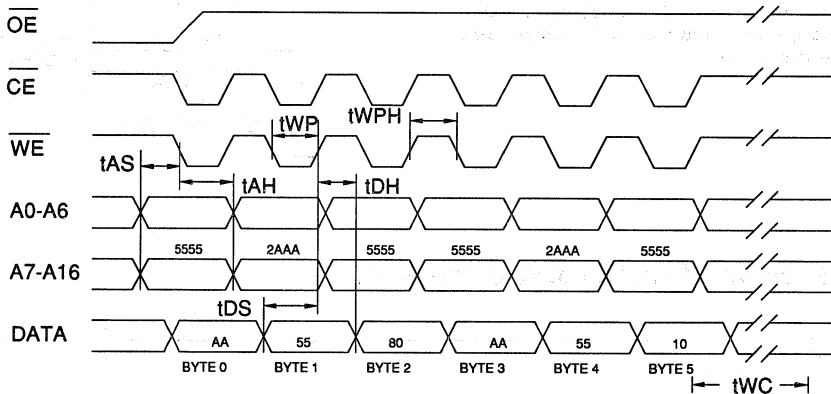 OE
CE
tWP tWPH
WE
tAS
tAH tDH
A0-A6
5555 2AAA 5555 5555 2AAA 5555
A7-A16
tDS
DATA AA 55 80 AA 55 10
BYTE 0 BYTE 1 BYTE 2 BYTE 3 BYTE 4 BYTE 5
tWC